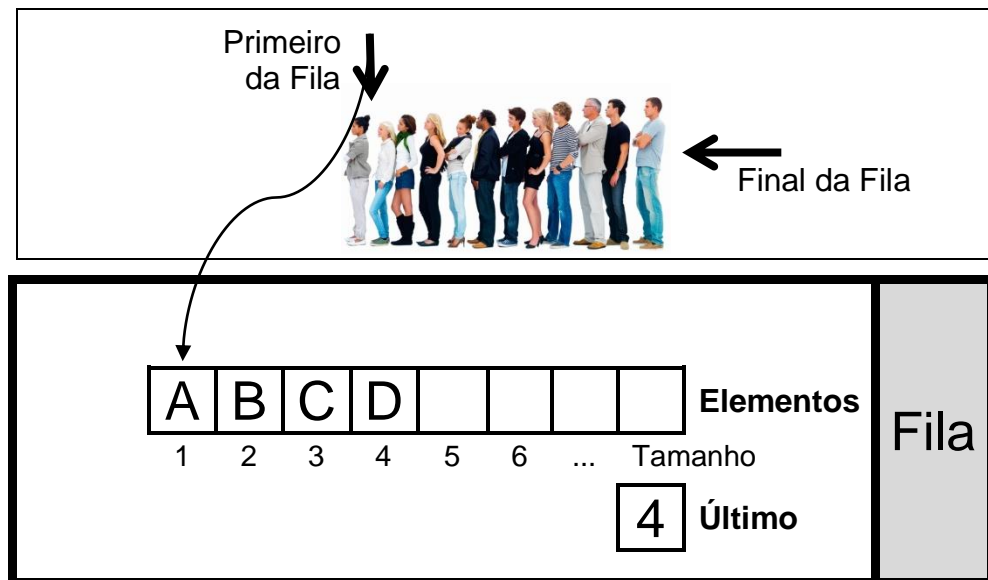 Primeiro
da Fila
Final da Fila
A B C D
Elementos
1 2 3 4 5 6 ... Tamanho
4 Último
Fila